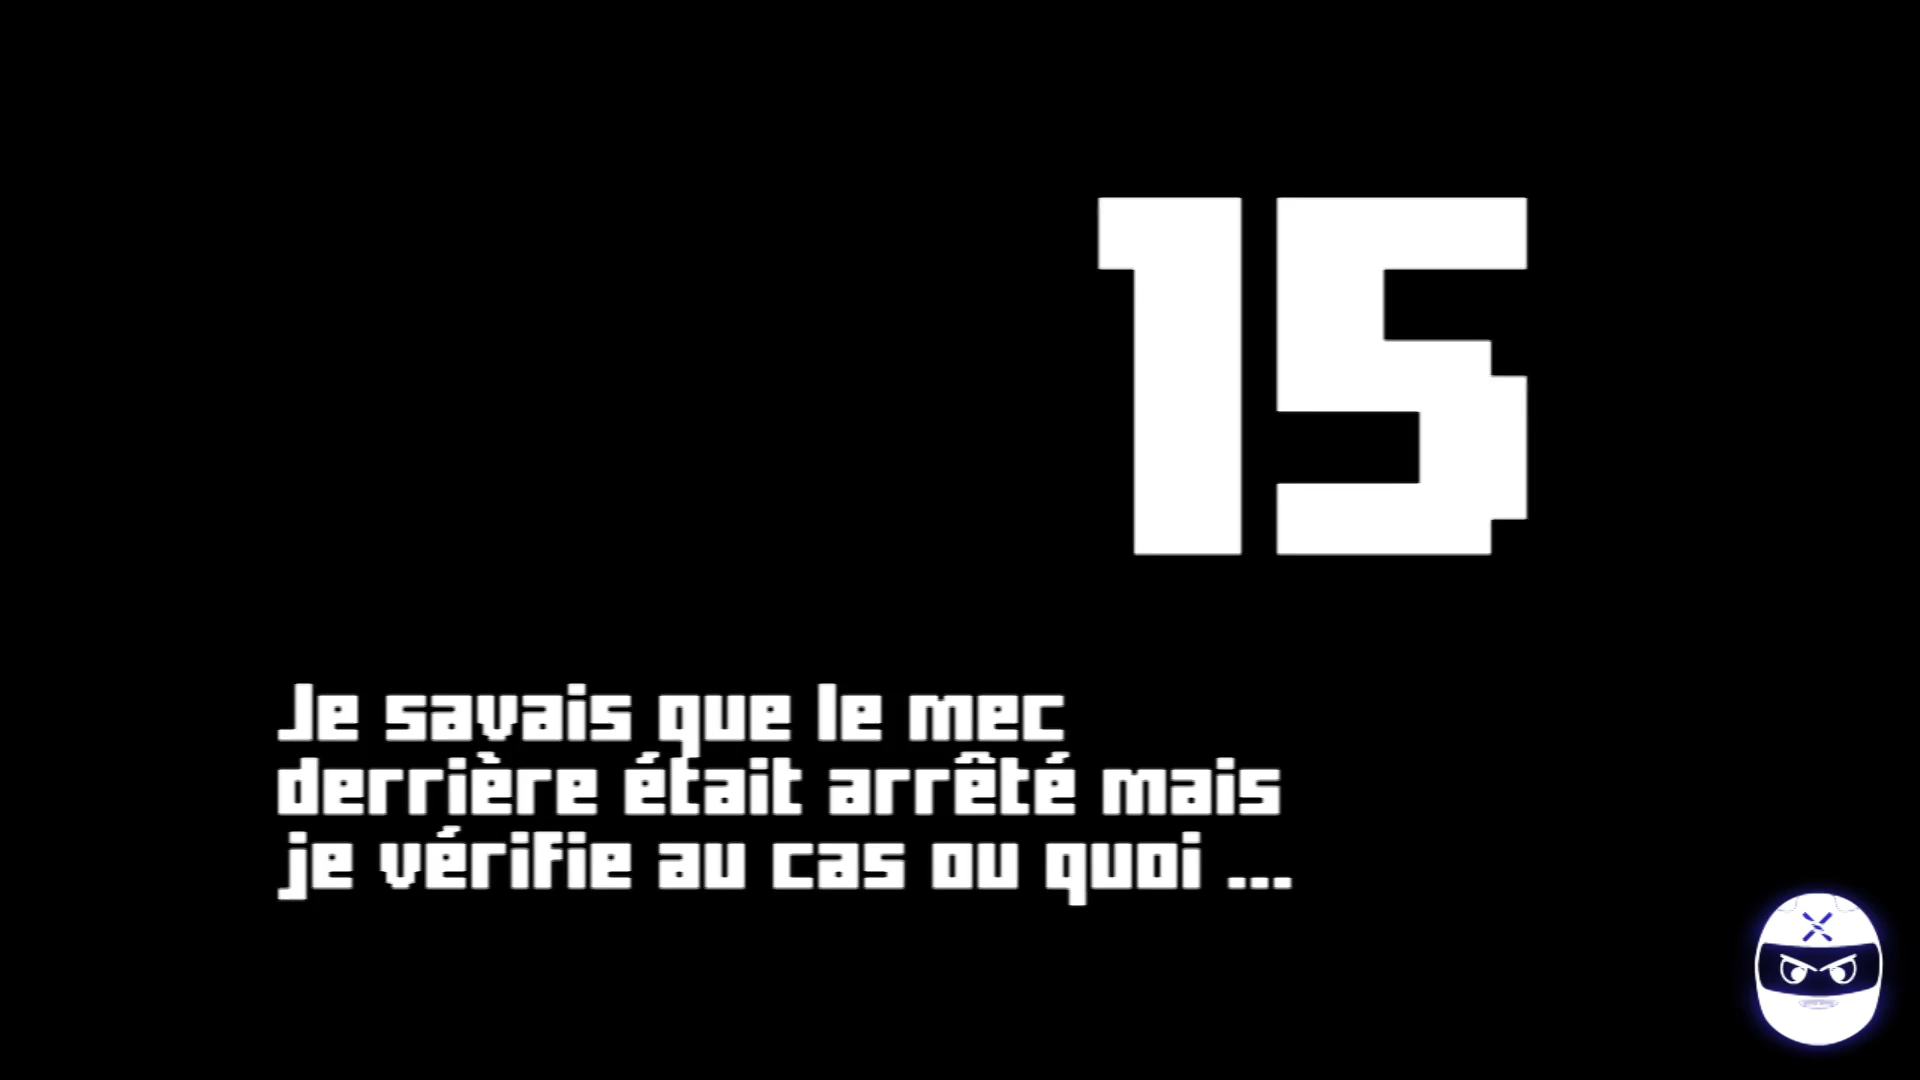 15
Je savais que le mec
derrière était arrêté mais
je vérifie au cas ou quoi ...